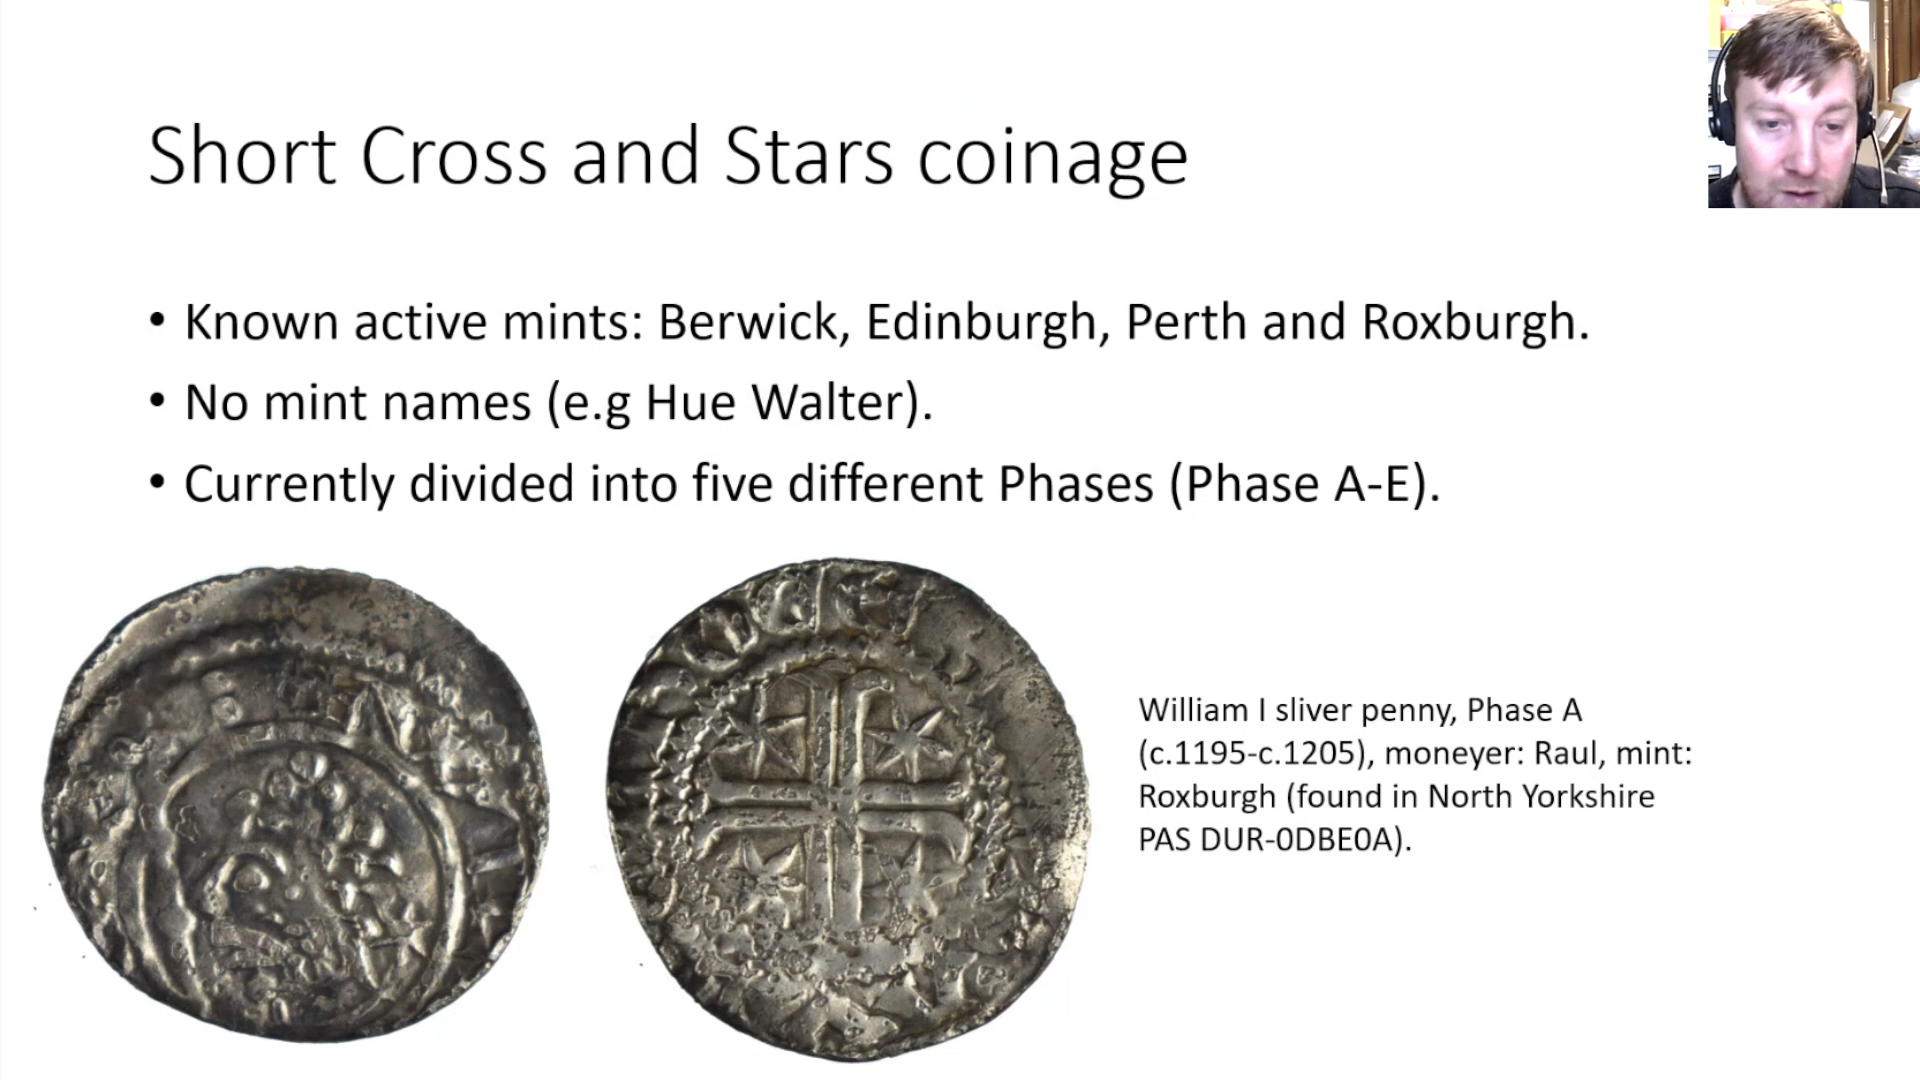 Short Cross and Stars coinage
• Known active mints: Berwick, Edinburgh, Perth and Roxburgh.
• No mint names (e.g Hue Walter).
• Currently divided into five different Phases (Phase A-E).
William I sliver penny, Phase A
(c.1195-c.1205), moneyer: Raul, mint:
Roxburgh (found in North Yorkshire
PAS DUR-0DBE0A).